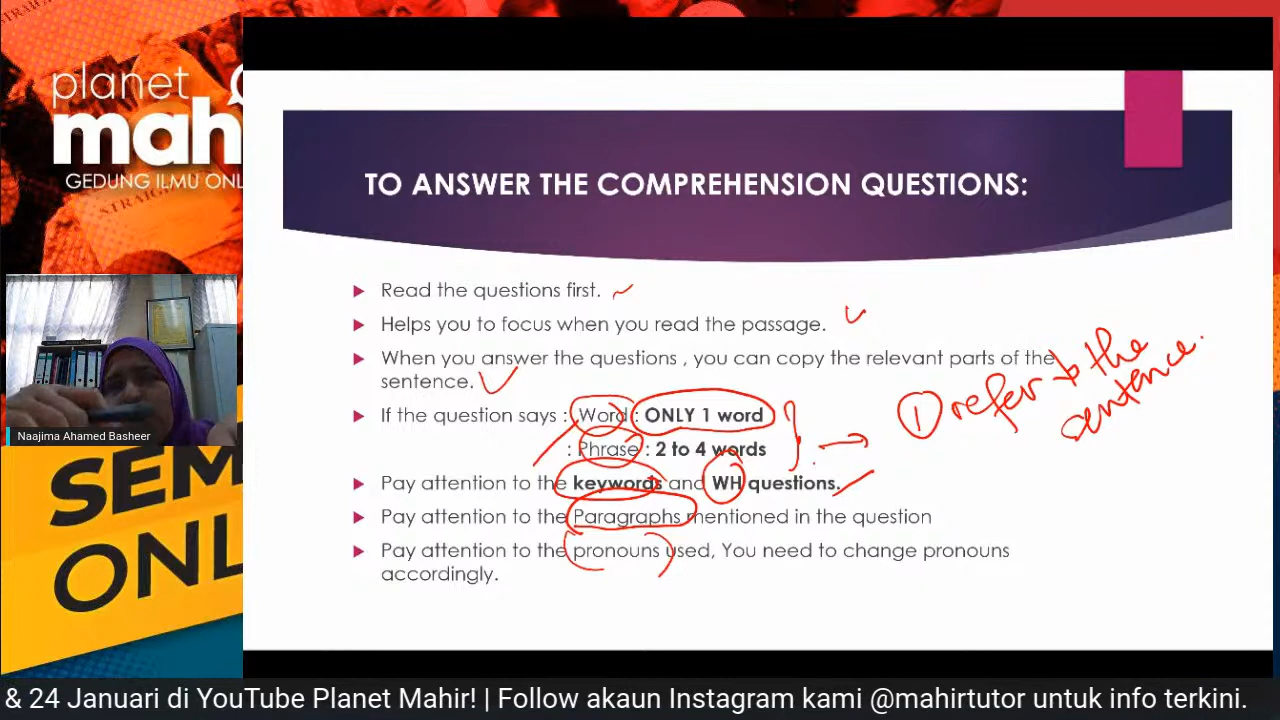 planet
mah
GEDUNG ILMU ONL
STRAIGHT
TO ANSWER THE COMPREHENSION QUESTIONS:
Read the questions first.
Helps you to focus when you read the passage.
When you answer the questions , you can copy the relevant parts of the
sentence.
If the question says : Word : ONLY 1 word
: Phrase : 2 to 4 words
① refer to the
sentence.
Pay attention to the keywords and WH questions.
Pay attention to the Paragraphs mentioned in the question
Pay attention to the pronouns used, You need to change pronouns
accordingly.
Naajima Ahamed Basheer
SEM
ONL
& 24 Januari di YouTube Planet Mahir! | Follow akaun Instagram kami @mahirtutor untuk info terkini.